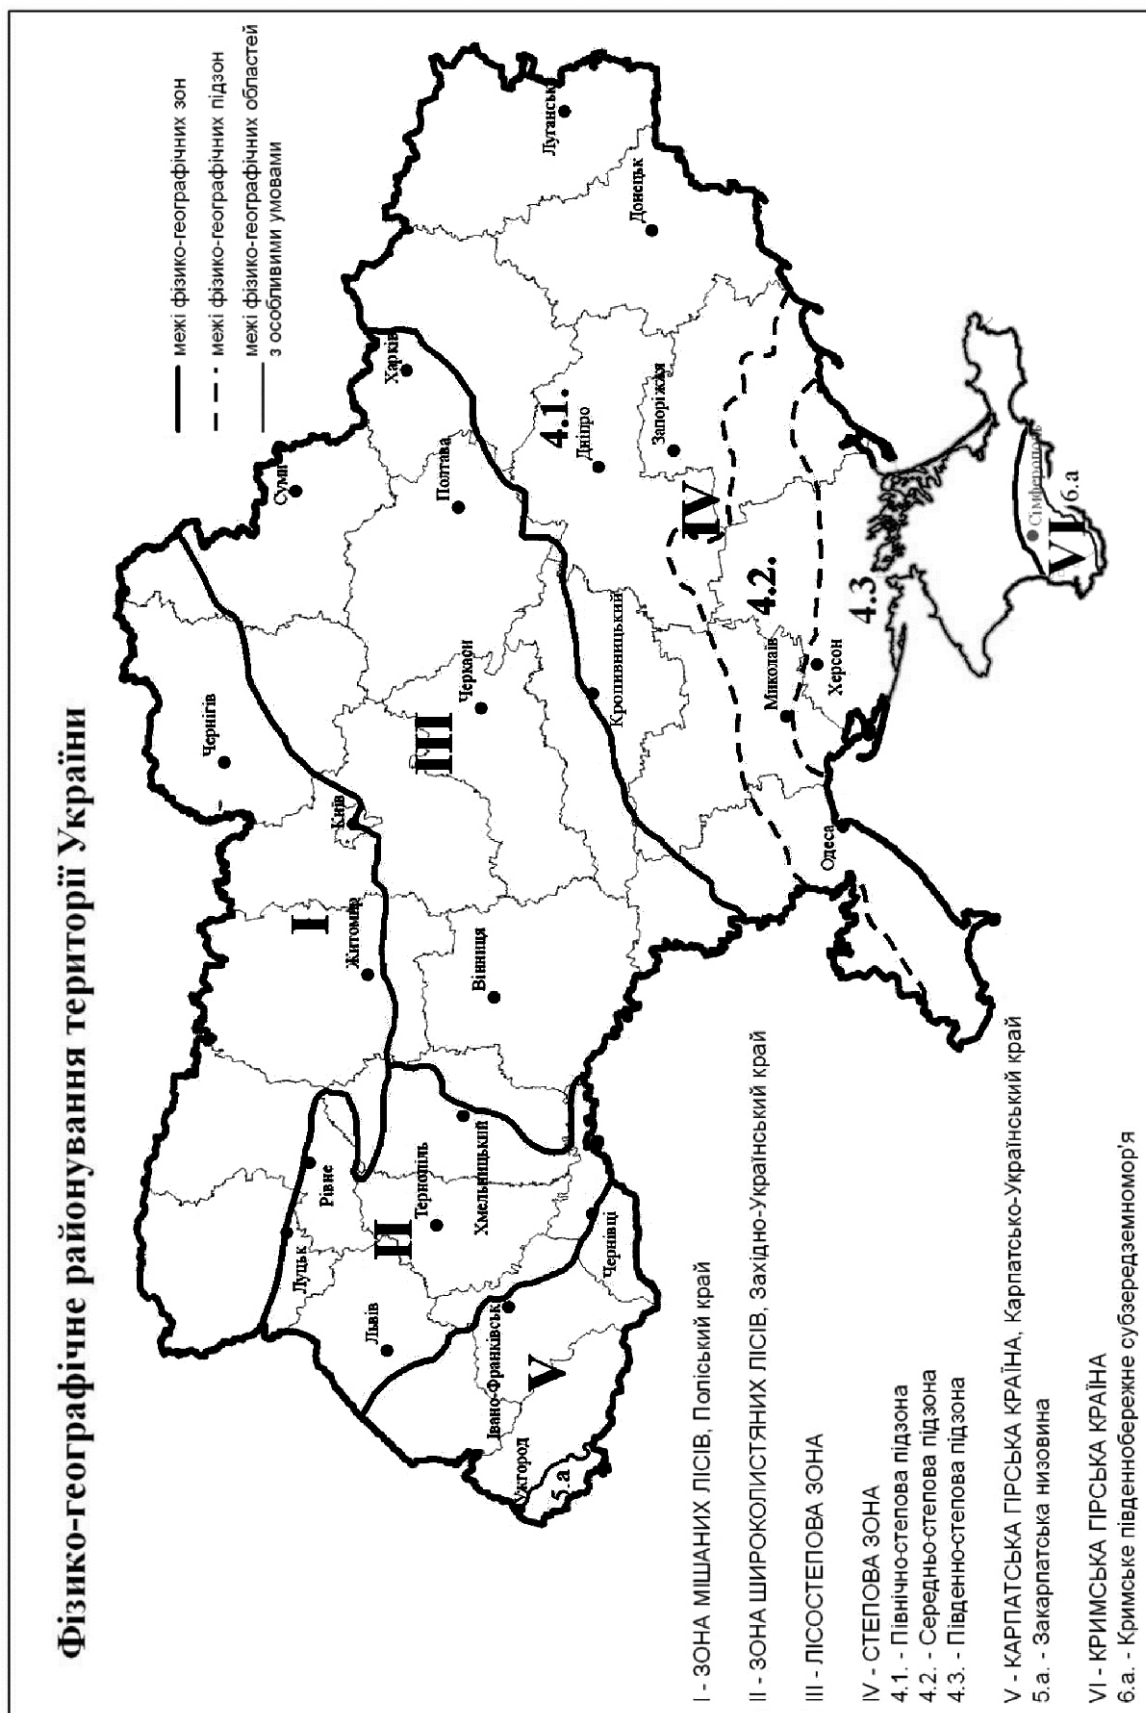 Фізико-географічне районування території України
межі фізико-географічних зон
межі фізико-географічних підзон
межі фізико-географічних областей
з особливими умовами
Луцьк
Рівне
Житомир
Київ
Чернігів
Суми
Харків
Луганськ
Львів
Тернопіль
Хмельницький
Вінниця
Черкаси
Полтава
Донецьк
Ужгород
Івано-Франківськ
Чернівці
Кропивницький
Дніпро
Запоріжжя
Одеса
Миколаїв
Херсон
Сімферополь
I
II
III
IV
4.1.
4.2.
4.3
V
5.а
VI
6.а
I - ЗОНА МІШАНИХ ЛІСІВ, Поліський край
II - ЗОНА ШИРОКОЛИСТЯНИХ ЛІСІВ, Західно-Український край
III - ЛІСОСТЕПОВА ЗОНА
IV - СТЕПОВА ЗОНА
4.1. - Північно-степова підзона
4.2. - Середньо-степова підзона
4.3. - Південно-степова підзона
V - КАРПАТСЬКА ГІРСЬКА КРАЇНА, Карпатсько-Український край
5.а. - Закарпатська низовина
VI - КРИМСЬКА ГІРСЬКА КРАЇНА
6.а. - Кримське південнобережне субзередземномор'я